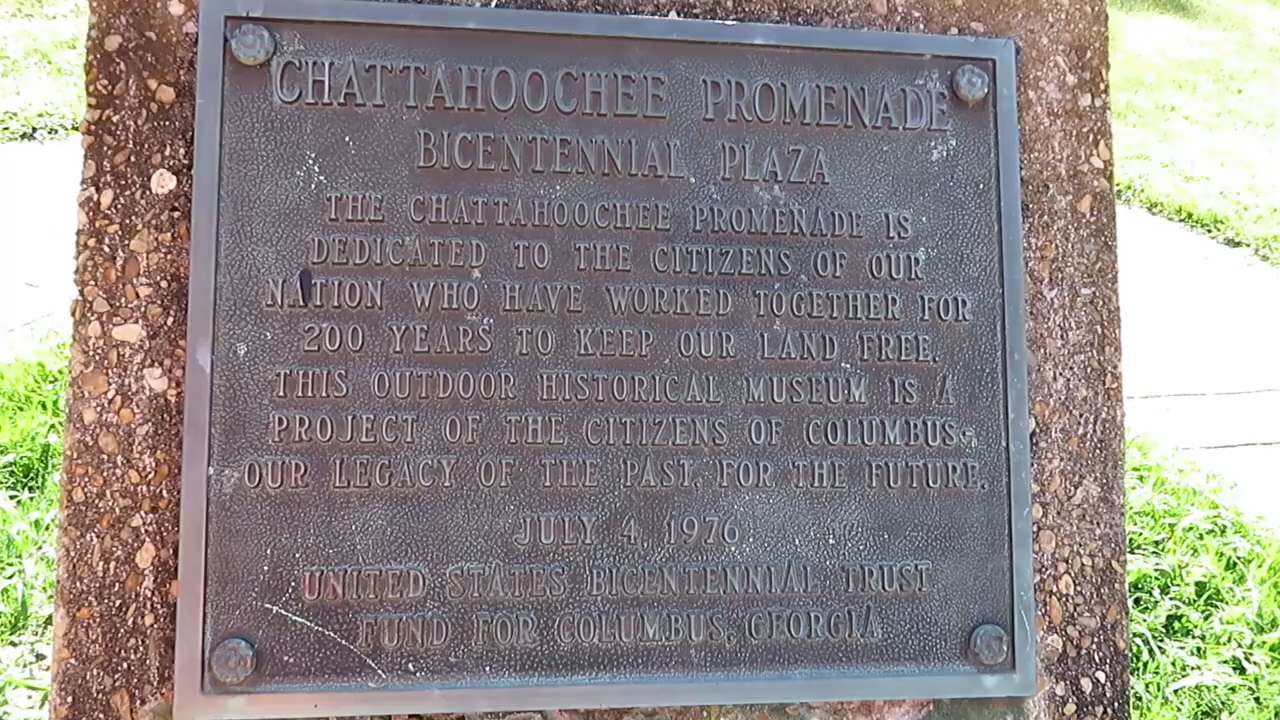 CHATTAHOOCHEE PROMENADE
BICENTENNIAL PLAZA
THE CHATTAHOOCHEE PROMENADE IS
DEDICATED TO THE CITIZENS OF OUR
NATION WHO HAVE WORKED TOGETHER FOR
200 YEARS TO KEEP OUR LAND FREE.
THIS OUTDOOR HISTORICAL MUSEUM IS A
PROJECT OF THE CITIZENS OF COLUMBUS-
OUR LEGACY OF THE PAST, FOR THE FUTURE.
JULY 4, 1976
UNITED STATES BICENTENNIAL TRUST
FUND FOR COLUMBUS, GEORGIA